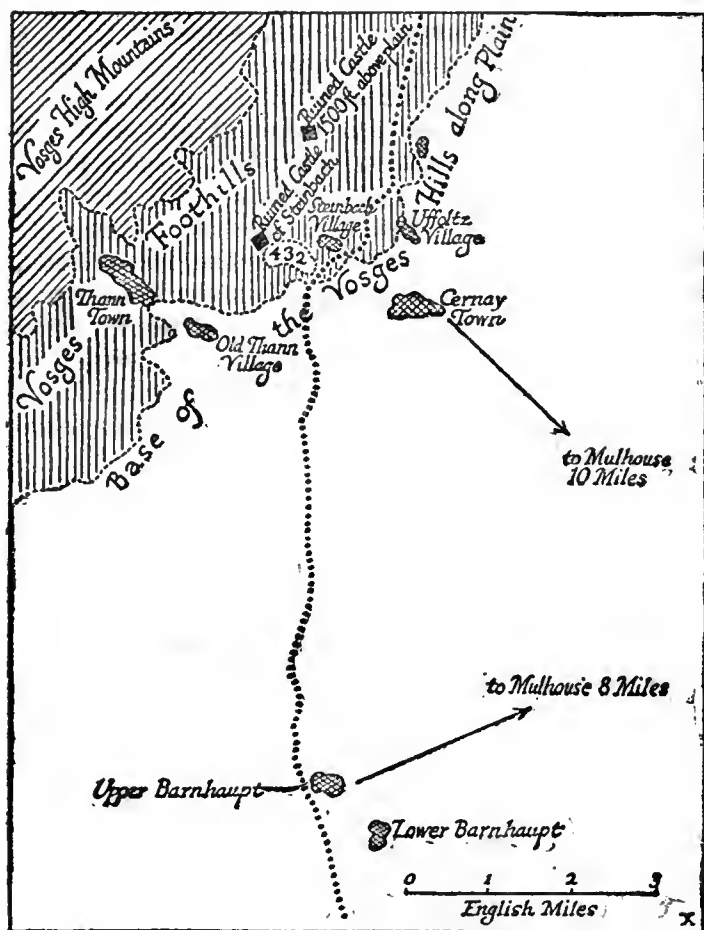 Vosges High Mountains
Foothills
Ruined Castle
1500 ft. above plain
Ruined Castle
of Steinbach
432
Steinbach
Village
Hills along Plain
Uffoltz
Village
Thann
Town
Old Thann
Village
Cernay
Town
Vosges
Base of the Vosges
to Mulhouse
10 Miles
to Mulhouse 8 Miles
Upper Barnhaupt
Lower Barnhaupt
0 1 2 3
English Miles
x